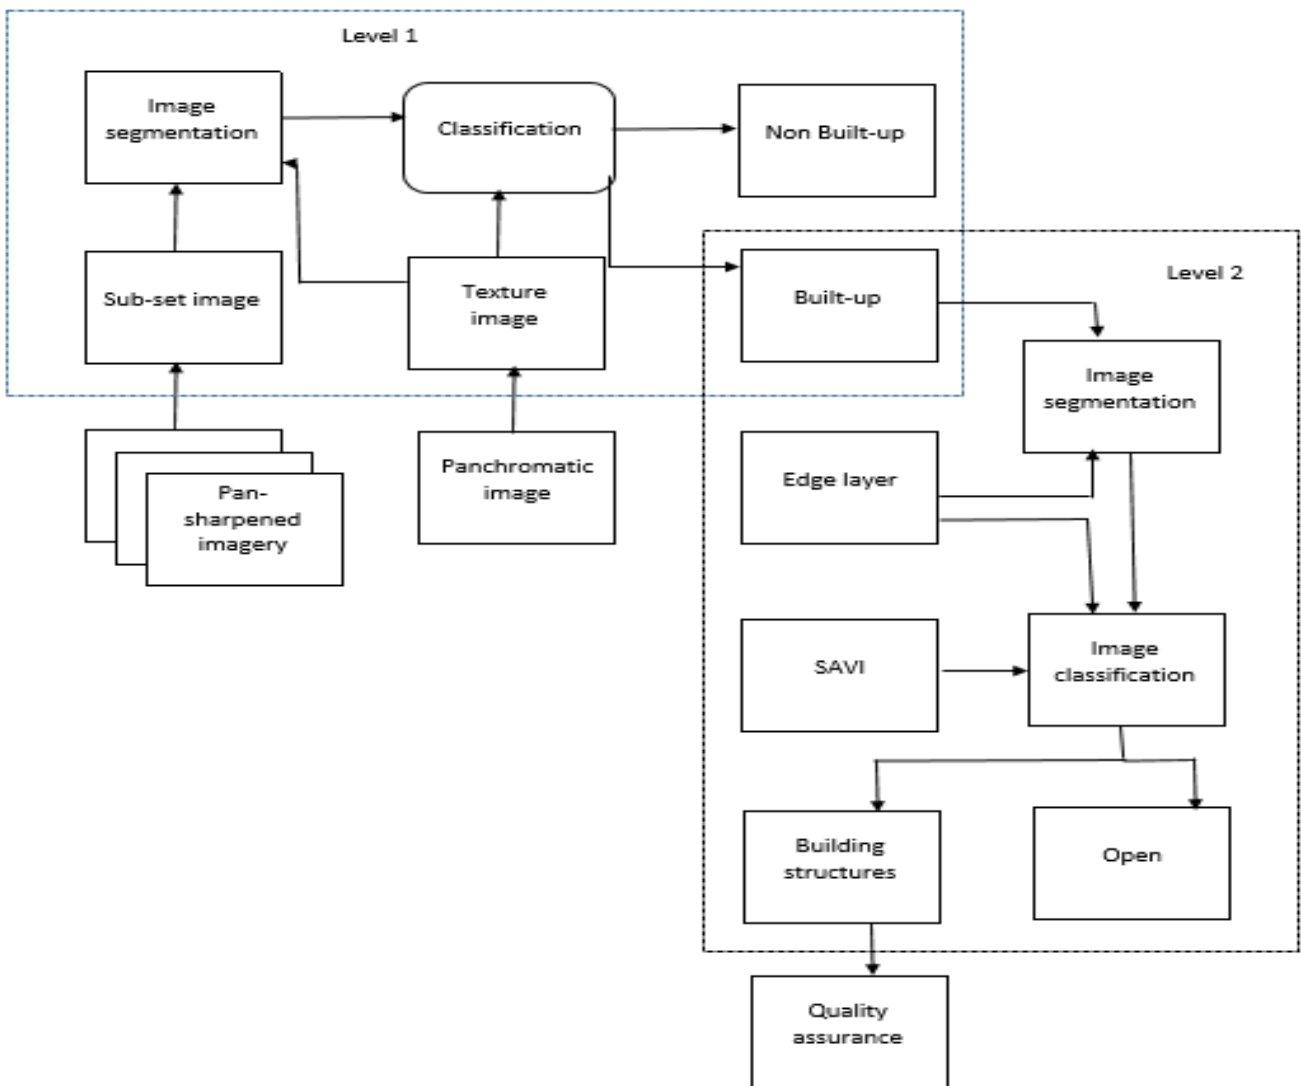 Level 1
Image
segmentation
Classification
Non Built-up
Sub-set image
Texture
image
Built-up
Level 2
Image
segmentation
Pan-
sharpened
imagery
Panchromatic
image
Edge layer
SAVI
Image
classification
Building
structures
Open
Quality
assurance